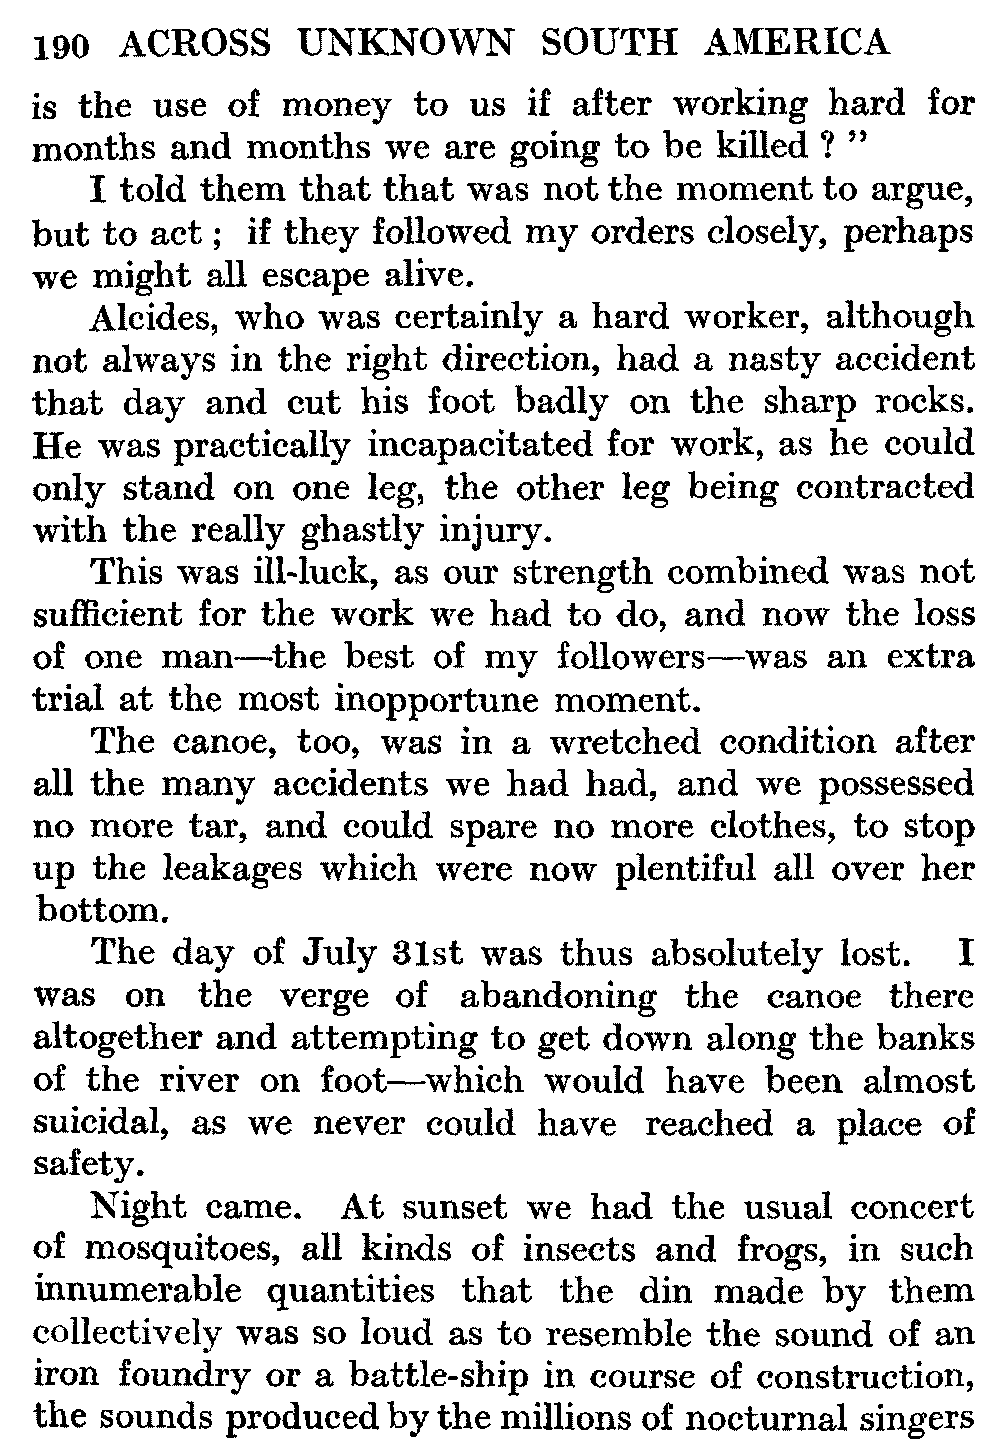 190 ACROSS UNKNOWN SOUTH AMERICA
is the use of money to us if after working hard for
months and months we are going to be killed ? ”
I told them that that was not the moment to argue,
but to act ; if they followed my orders closely, perhaps
we might all escape alive.
Alcides, who was certainly a hard worker, although
not always in the right direction, had a nasty accident
that day and cut his foot badly on the sharp rocks.
He was practically incapacitated for work, as he could
only stand on one leg, the other leg being contracted
with the really ghastly injury.
This was ill-luck, as our strength combined was not
sufficient for the work we had to do, and now the loss
of one man—the best of my followers—was an extra
trial at the most inopportune moment.
The canoe, too, was in a wretched condition after
all the many accidents we had had, and we possessed
no more tar, and could spare no more clothes, to stop
up the leakages which were now plentiful all over her
bottom.
The day of July 31st was thus absolutely lost. I
was on the verge of abandoning the canoe there
altogether and attempting to get down along the banks
of the river on foot—which would have been almost
suicidal, as we never could have reached a place of
safety.
Night came. At sunset we had the usual concert
of mosquitoes, all kinds of insects and frogs, in such
innumerable quantities that the din made by them
collectively was so loud as to resemble the sound of an
iron foundry or a battle-ship in course of construction,
the sounds produced by the millions of nocturnal singers